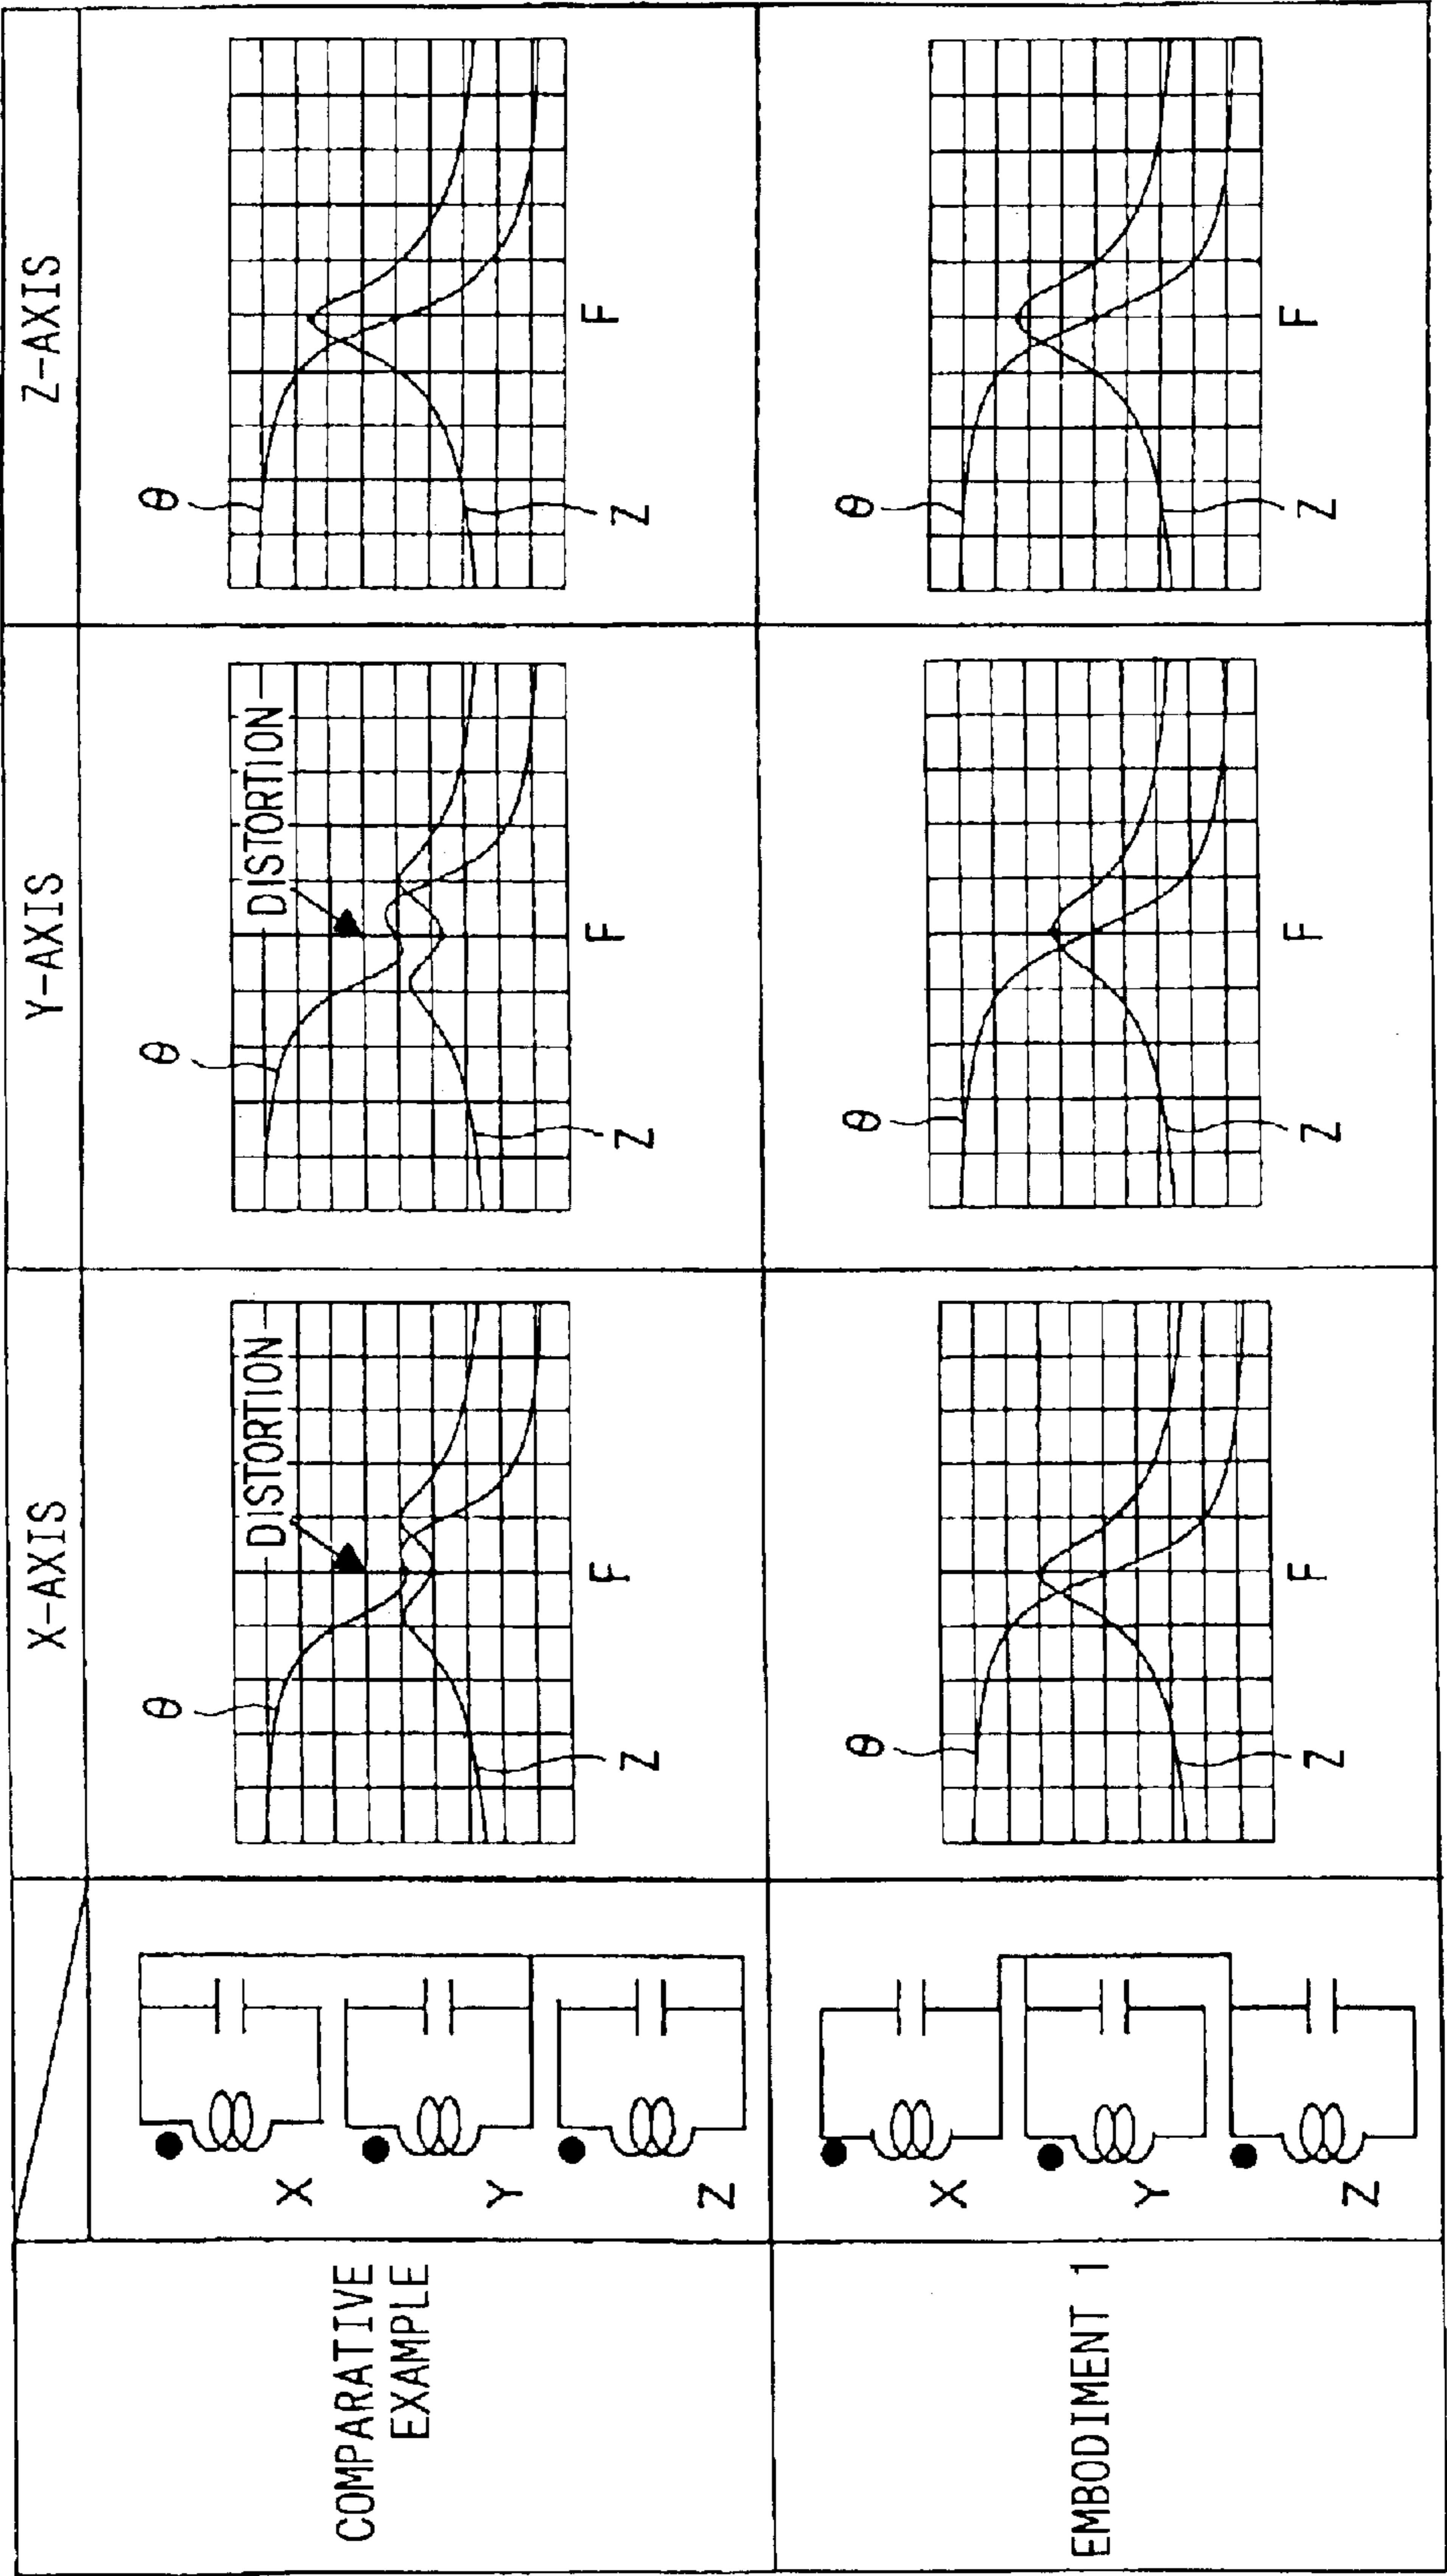 X-AXIS
Y-AXIS
Z-AXIS
COMPARATIVE
EXAMPLE
X
Y
Z
θ
DISTORTION
Z
F
θ
DISTORTION
Z
F
θ
Z
F
EMBODIMENT 1
X
Y
Z
θ
Z
F
θ
Z
F
θ
Z
F